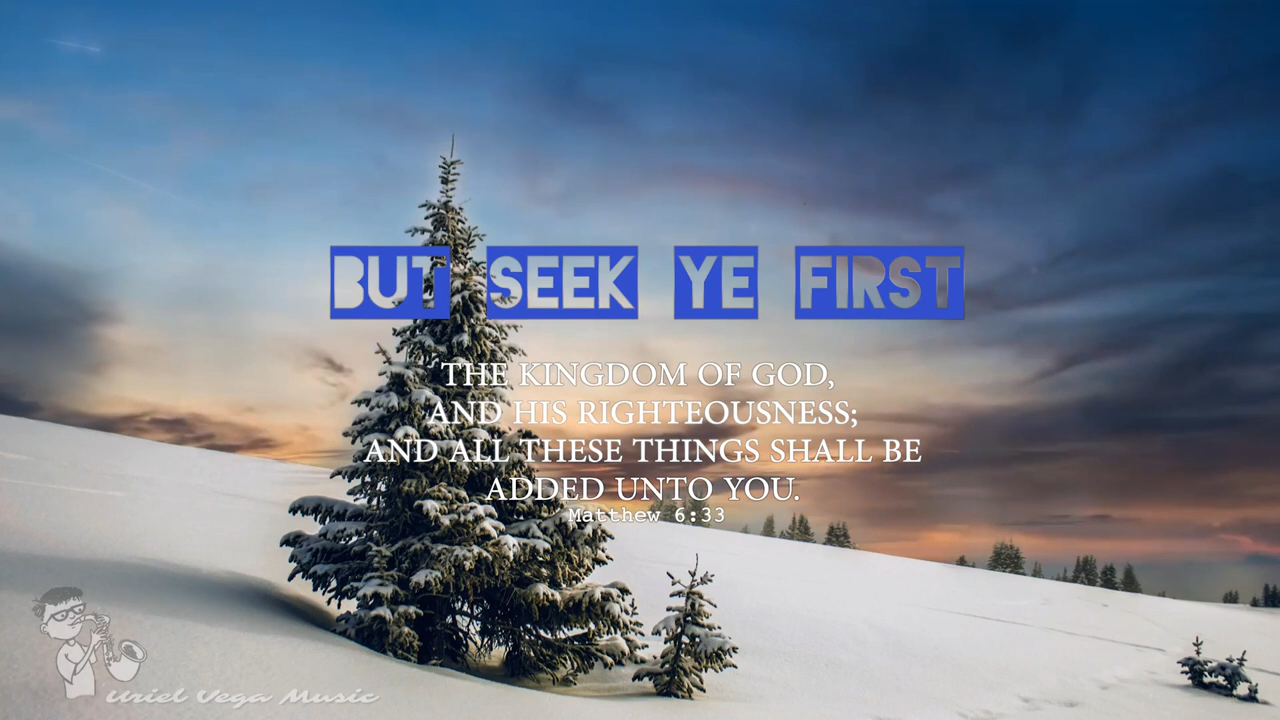 BUT SEEK YE FIRST
THE KINGDOM OF GOD,
AND HIS RIGHTEOUSNESS;
AND ALL THESE THINGS SHALL BE
ADDED UNTO YOU.
Matthew 6:33
Uriel Vega Music